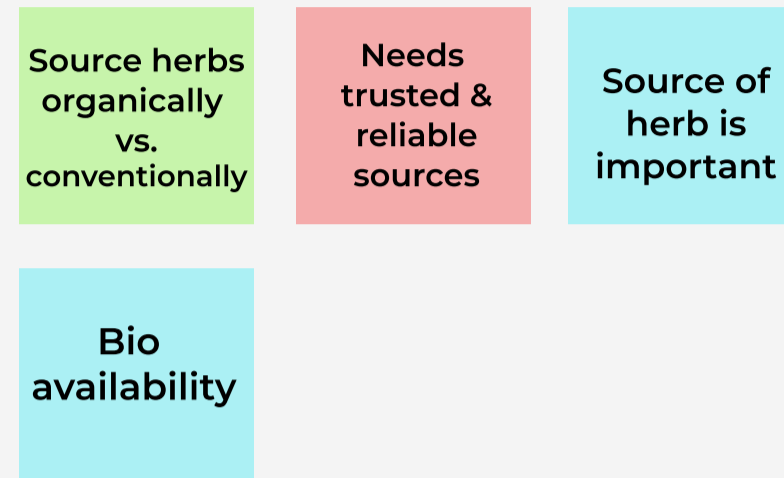 Source herbs
organically
vs.
conventionally
Needs
trusted &
reliable
sources
Source of
herb is
important
Bio
availability